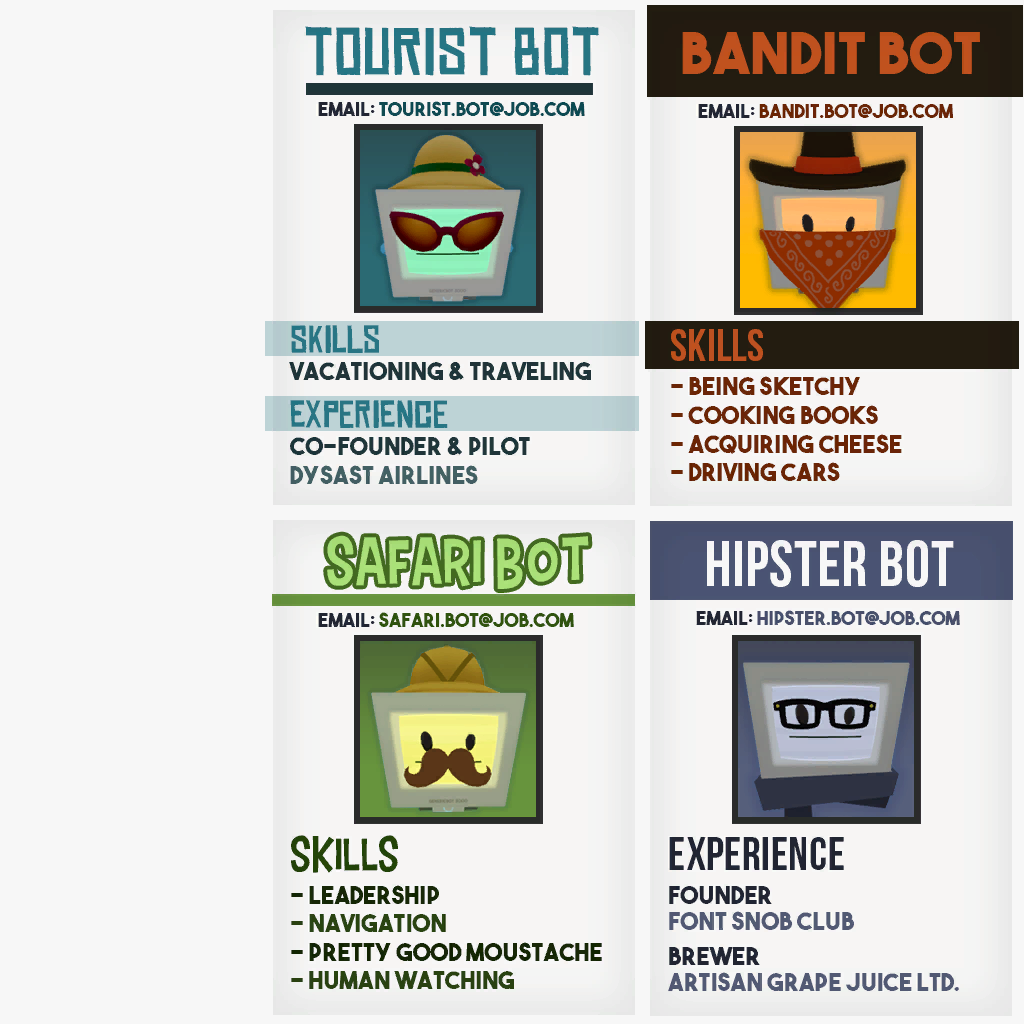 TOURIST BOT
EMAIL: TOURIST.BOT@JOB.COM
SKILLS
VACATIONING & TRAVELING
EXPERIENCE
CO-FOUNDER & PILOT
DYSAST AIRLINES
BANDIT BOT
EMAIL: BANDIT.BOT@JOB.COM
SKILLS
- BEING SKETCHY
- COOKING BOOKS
- ACQUIRING CHEESE
- DRIVING CARS
SAFARI BOT
EMAIL: SAFARI.BOT@JOB.COM
SKILLS
- LEADERSHIP
- NAVIGATION
- PRETTY GOOD MOUSTACHE
- HUMAN WATCHING
HIPSTER BOT
EMAIL: HIPSTER.BOT@JOB.COM
EXPERIENCE
FOUNDER
FONT SNOB CLUB
BREWER
ARTISAN GRAPE JUICE LTD.